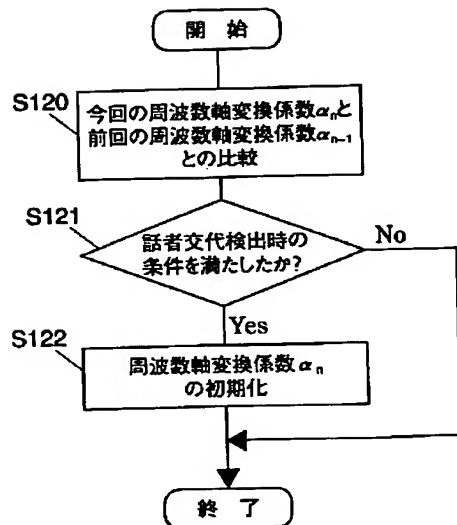 開 始
S120
今回の周波数軸変換係数αnと
前回の周波数軸変換係数αn-1
との比較
S121
話者交代検出時の
条件を満たしたか?
No
Yes
S122
周波数軸変換係数αn
の初期化
終 了